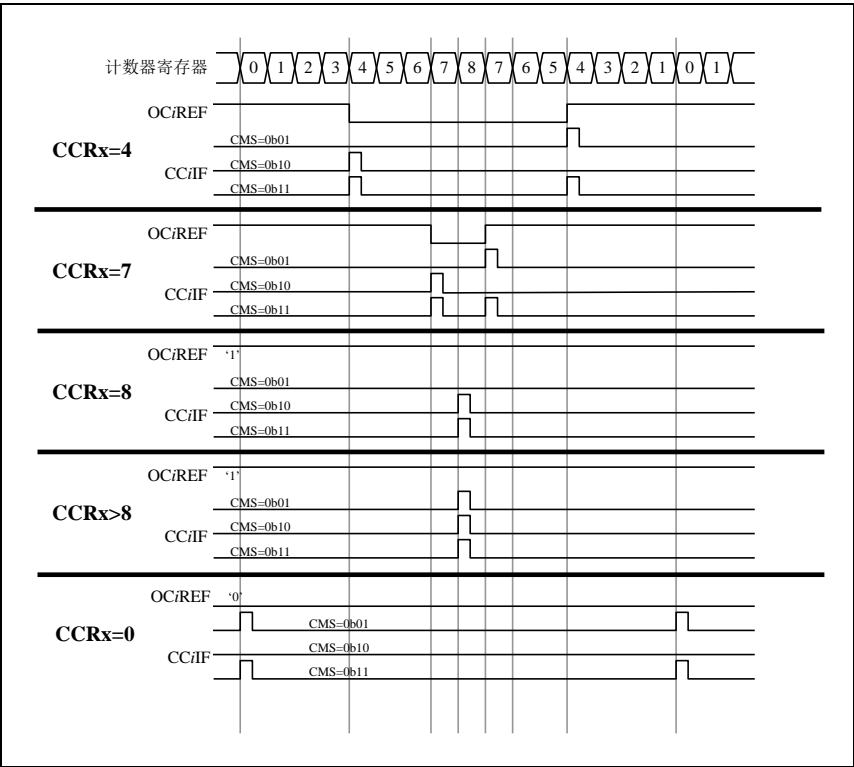 计数器寄存器 0 1 2 3 4 5 6 7 8 7 6 5 4 3 2 1 0 1
OCiREF
CCRx=4
CMS=0b01
CCiIF
CMS=0b10
CMS=0b11
OCiREF
CCRx=7
CMS=0b01
CCiIF
CMS=0b10
CMS=0b11
OCiREF ‘1’
CCRx=8
CMS=0b01
CCiIF
CMS=0b10
CMS=0b11
OCiREF ‘1’
CCRx>8
CMS=0b01
CCiIF
CMS=0b10
CMS=0b11
OCiREF ‘0’
CCRx=0
CMS=0b01
CCiIF
CMS=0b10
CMS=0b11